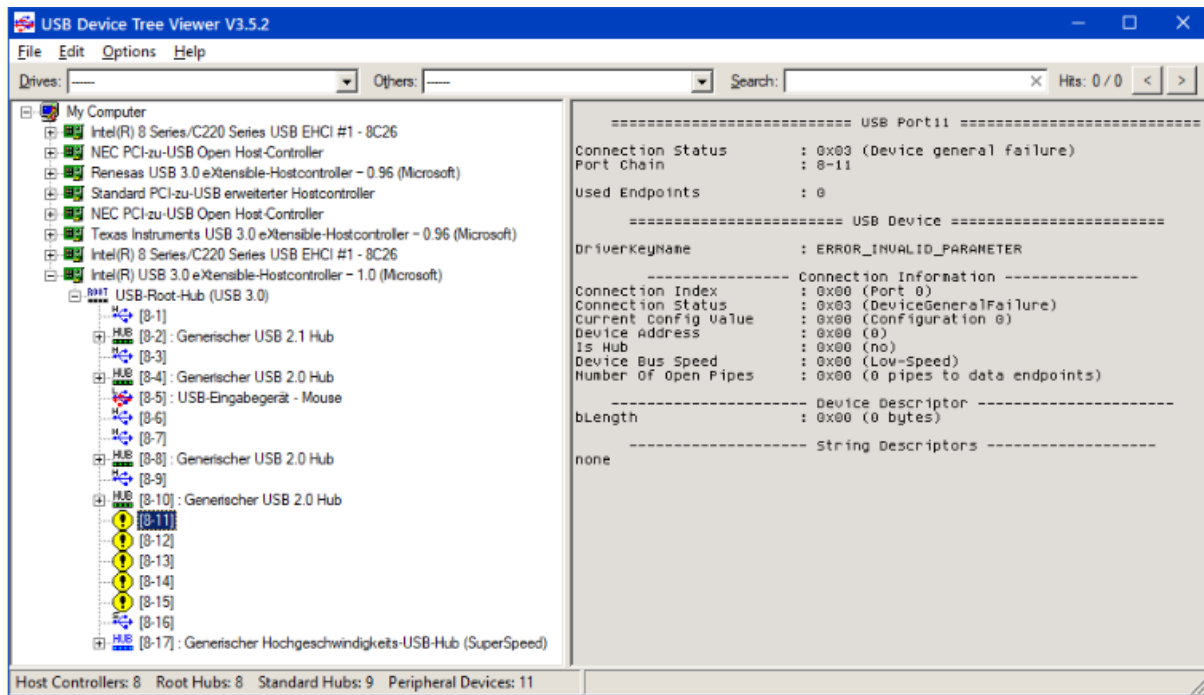 USB Device Tree Viewer V3.5.2
File Edit Options Help
Drives: ------ Others: ------ Search: Hits: 0 / 0 < >
My Computer
Intel(R) 8 Series/C220 Series USB EHCI #1 - 8C26
NEC PCI-zu-USB Open Host-Controller
Renesas USB 3.0 eXtensible-Hostcontroller – 0.96 (Microsoft)
Standard PCI-zu-USB erweiterter Hostcontroller
NEC PCI-zu-USB Open Host-Controller
Texas Instruments USB 3.0 eXtensible-Hostcontroller – 0.96 (Microsoft)
Intel(R) 8 Series/C220 Series USB EHCI #1 - 8C26
Intel(R) USB 3.0 eXtensible-Hostcontroller – 1.0 (Microsoft)
ROOT USB-Root-Hub (USB 3.0)
H [8-1]
HUB [8-2] : Generischer USB 2.1 Hub
H [8-3]
HUB [8-4] : Generischer USB 2.0 Hub
[8-5] : USB-Eingabegerät - Mouse
H [8-6]
H [8-7]
HUB [8-8] : Generischer USB 2.0 Hub
H [8-9]
HUB [8-10] : Generischer USB 2.0 Hub
[8-11]
[8-12]
[8-13]
[8-14]
[8-15]
[8-16]
HUB [8-17] : Generischer Hochgeschwindigkeits-USB-Hub (SuperSpeed)
=========================== USB Port11 ===========================
Connection Status : 0x03 (Device general failure)
Port Chain : 8-11
Used Endpoints : 0
======================== USB Device ========================
DriverKeyName : ERROR_INVALID_PARAMETER
---------------- Connection Information ---------------
Connection Index : 0x00 (Port 0)
Connection Status : 0x03 (DeviceGeneralFailure)
Current Config Value : 0x00 (Configuration 0)
Device Address : 0x00 (0)
Is Hub : 0x00 (no)
Device Bus Speed : 0x00 (Low-Speed)
Number Of Open Pipes : 0x00 (0 pipes to data endpoints)
---------------------- Device Descriptor ----------------------
bLength : 0x00 (0 bytes)
-------------------- String Descriptors -------------------
none
Host Controllers: 8 Root Hubs: 8 Standard Hubs: 9 Peripheral Devices: 11